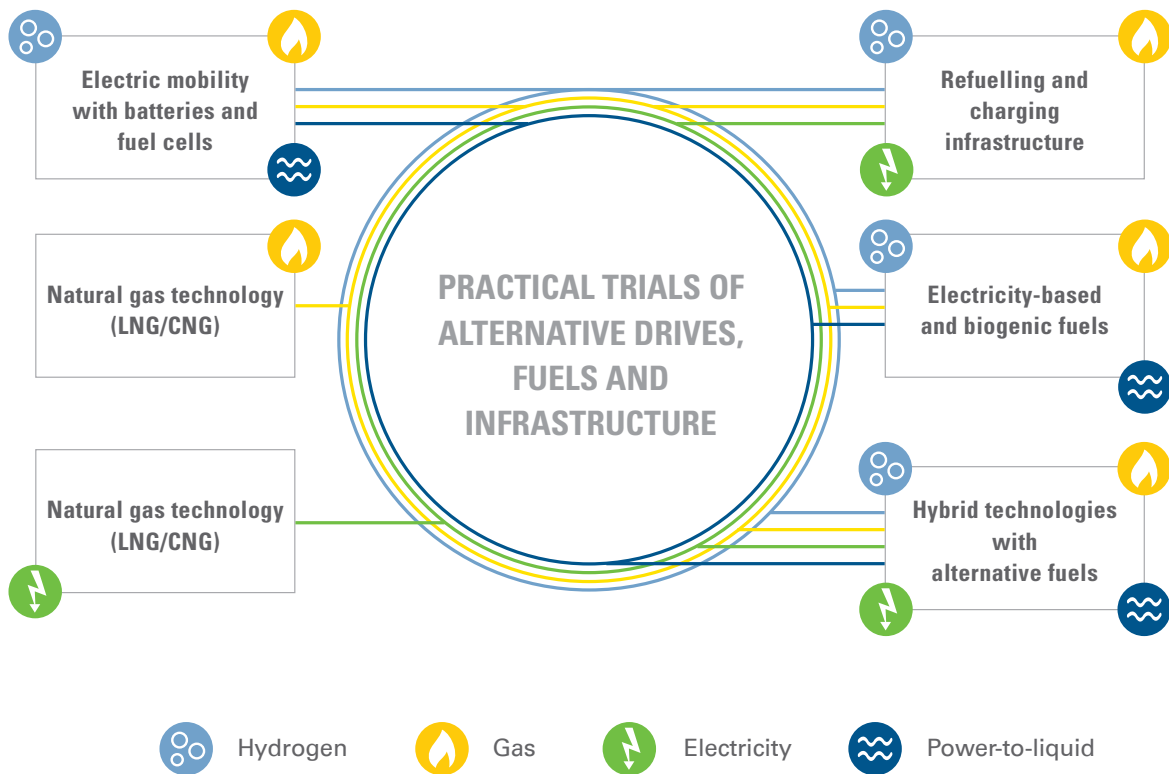 Electric mobility
with batteries and
fuel cells
Refuelling and
charging
infrastructure
Natural gas technology
(LNG/CNG)
PRACTICAL TRIALS OF
ALTERNATIVE DRIVES,
FUELS AND
INFRASTRUCTURE
Electricity-based
and biogenic fuels
Natural gas technology
(LNG/CNG)
Hybrid technologies
with
alternative fuels
Hydrogen
Gas
Electricity
Power-to-liquid